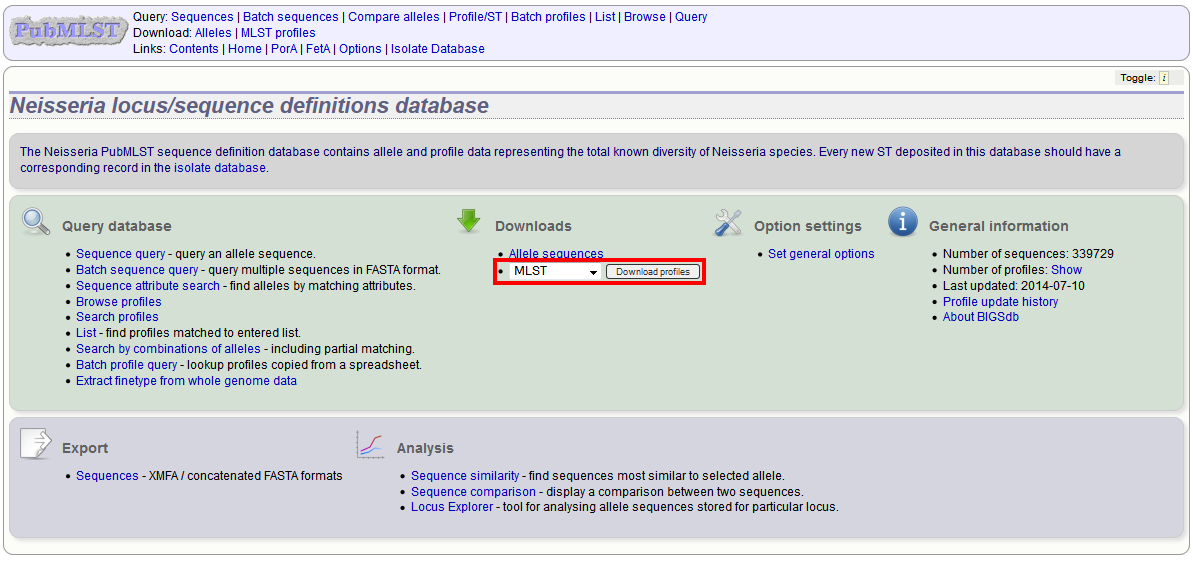 PubMLST
Query: Sequences | Batch sequences | Compare alleles | Profile/ST | Batch profiles | List | Browse | Query
Download: Alleles | MLST profiles
Links: Contents | Home | PorA | FetA | Options | Isolate Database
Toggle: i
Neisseria locus/sequence definitions database
The Neisseria PubMLST sequence definition database contains allele and profile data representing the total known diversity of Neisseria species. Every new ST deposited in this database should have a
corresponding record in the isolate database.
Query database
• Sequence query - query an allele sequence.
• Batch sequence query - query multiple sequences in FASTA format.
• Sequence attribute search - find alleles by matching attributes.
• Browse profiles
• Search profiles
• List - find profiles matched to entered list.
• Search by combinations of alleles - including partial matching.
• Batch profile query - lookup profiles copied from a spreadsheet.
• Extract finetype from whole genome data
Downloads
• Allele sequences
• MLST Download profiles
Option settings
• Set general options
i
General information
• Number of sequences: 339729
• Number of profiles: Show
• Last updated: 2014-07-10
• Profile update history
• About BIGSdb
Export
• Sequences - XMFA / concatenated FASTA formats
Analysis
• Sequence similarity - find sequences most similar to selected allele.
• Sequence comparison - display a comparison between two sequences.
• Locus Explorer - tool for analysing allele sequences stored for particular locus.